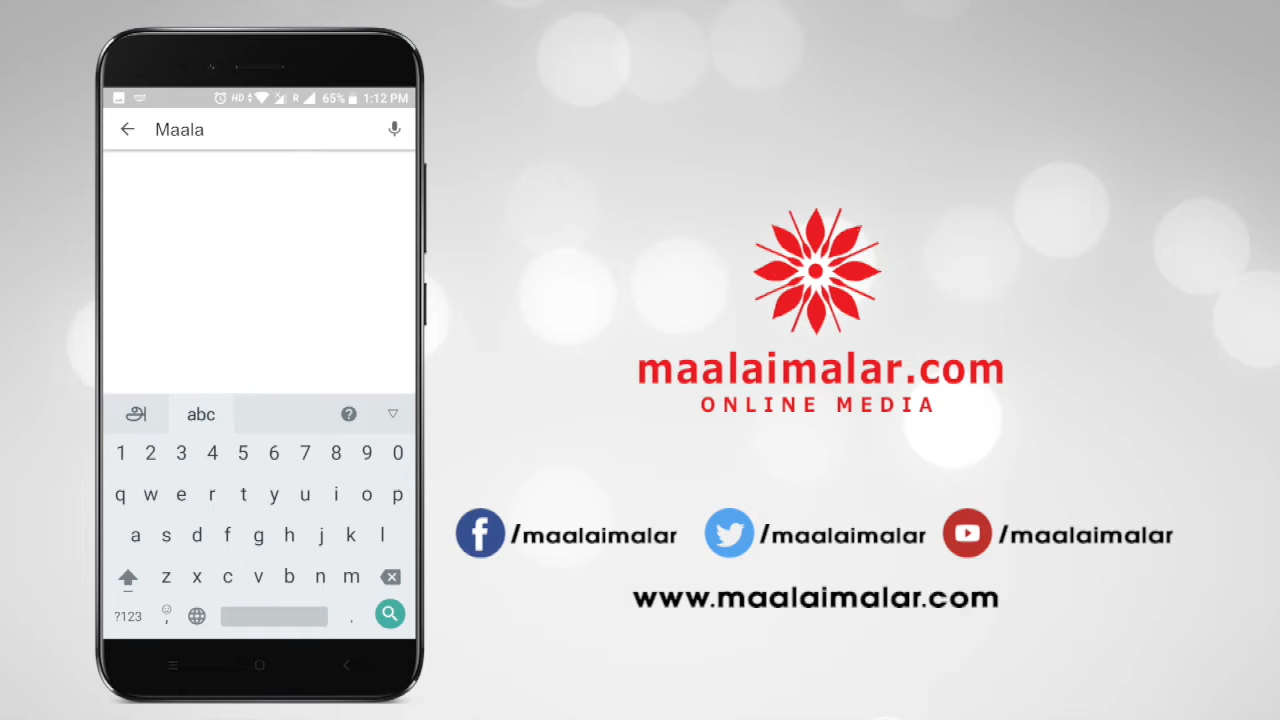 HD R 65% 1:12 PM
Maala
அ abc ?
1 2 3 4 5 6 7 8 9 0
q w e r t y u i o p
a s d f g h j k l
z x c v b n m
?123 , .
maalaimalar.com
ONLINE MEDIA
f /maalaimalar /maalaimalar /maalaimalar
www.maalaimalar.com